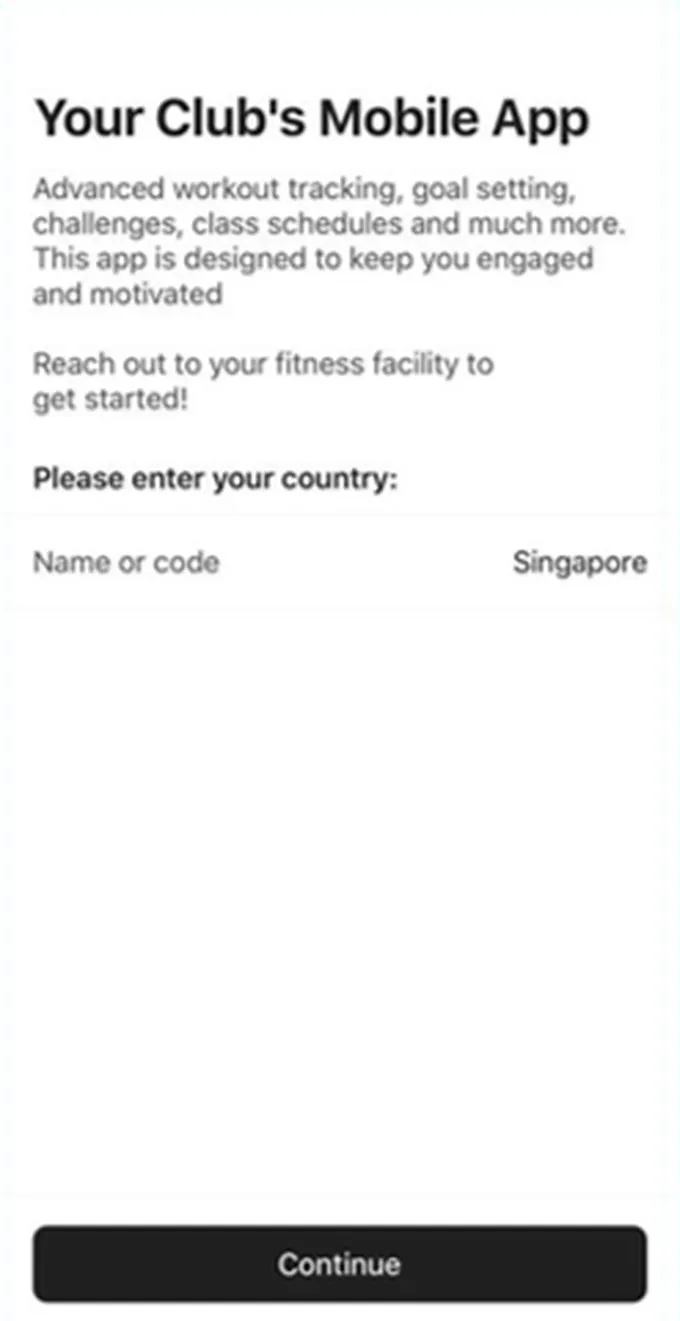 Your Club's Mobile App
Advanced workout tracking, goal setting,
challenges, class schedules and much more.
This app is designed to keep you engaged
and motivated
Reach out to your fitness facility to
get started!
Please enter your country:
Name or code Singapore
Continue